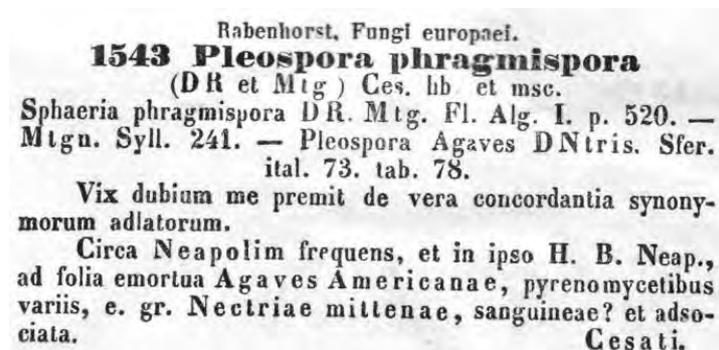 Rabenhorst, Fungi europaei.
1543 Pleospora phragmispora
(DR et Mtg) Ces. hb et msc.
Sphaeria phragmispora DR. Mtg. Fl. Alg. I. p. 520. —
Mtgn. Syll. 241. — Pleospora Agaves DNtris. Sfer.
ital. 73. tab. 78.
Vix dubium me premit de vera concordantia synony-
morum adlatorum.
Circa Neapolim frequens, et in ipso H. B. Neap.,
ad folia emortua Agaves Americanae, pyrenomycetibus
variis, e. gr. Nectriae miltenae, sanguineae? et adso-
ciata.
Cesati.